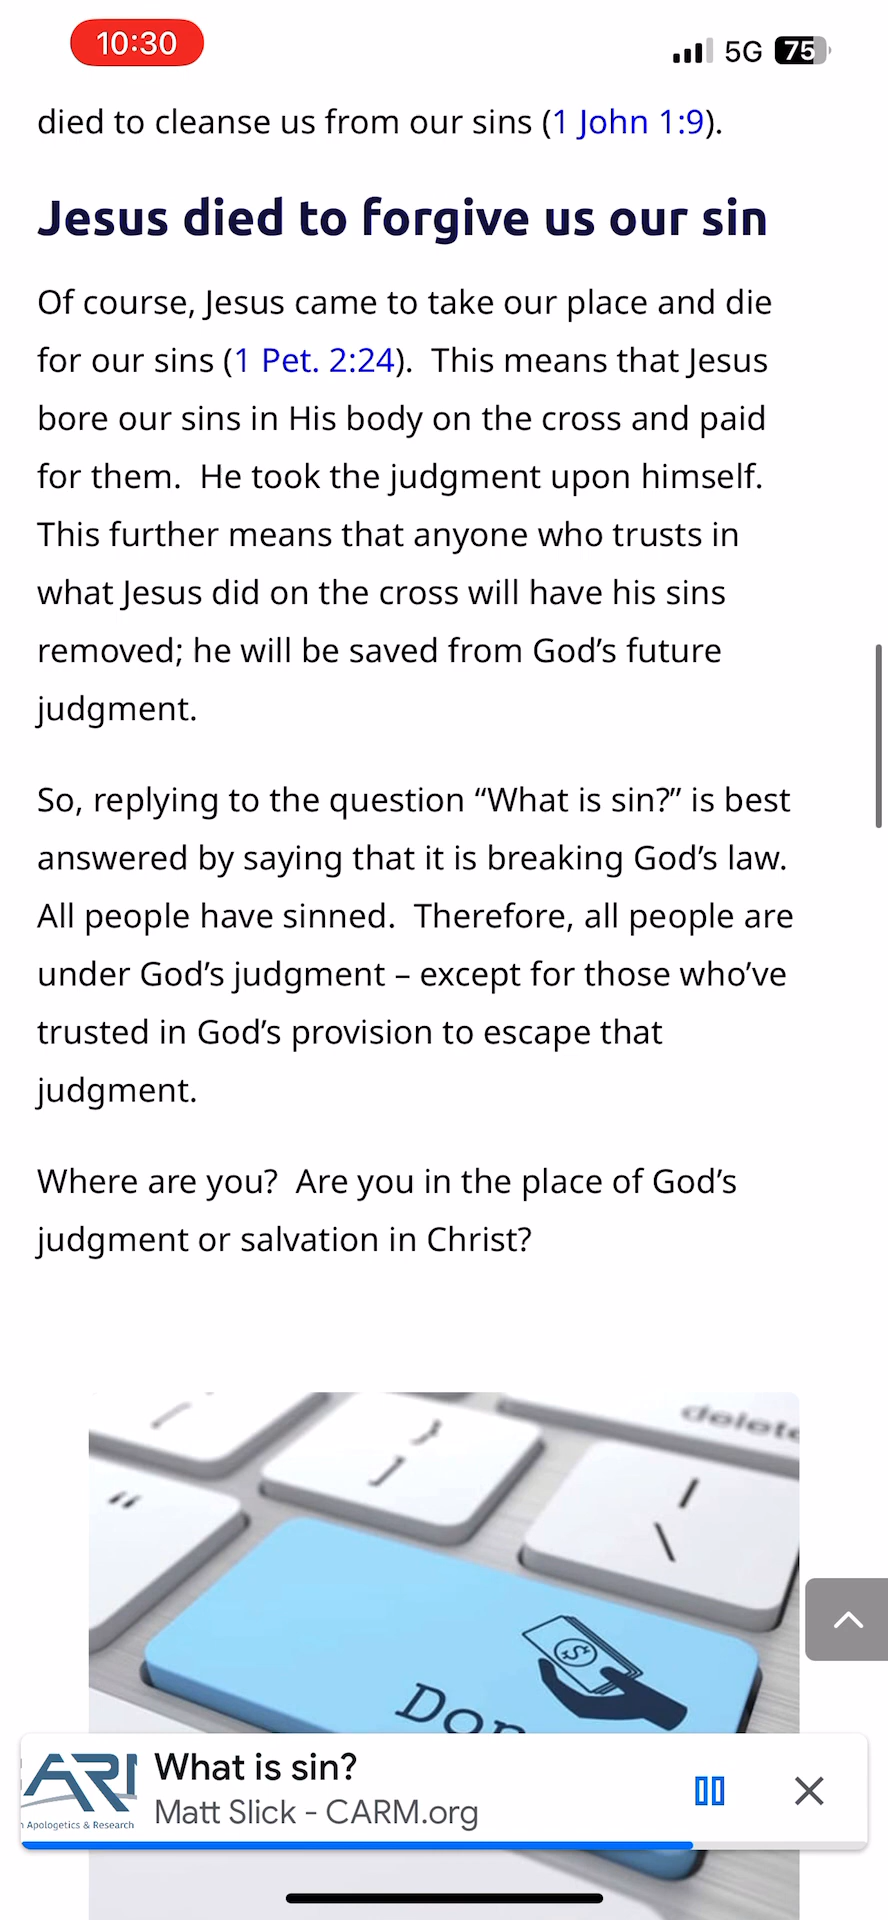 10:30
5G 75
died to cleanse us from our sins (1 John 1:9).
Jesus died to forgive us our sin
Of course, Jesus came to take our place and die
for our sins (1 Pet. 2:24).  This means that Jesus
bore our sins in His body on the cross and paid
for them.  He took the judgment upon himself.
This further means that anyone who trusts in
what Jesus did on the cross will have his sins
removed; he will be saved from God’s future
judgment.
So, replying to the question “What is sin?” is best
answered by saying that it is breaking God’s law.
All people have sinned.  Therefore, all people are
under God’s judgment – except for those who’ve
trusted in God’s provision to escape that
judgment.
Where are you?  Are you in the place of God’s
judgment or salvation in Christ?
delete
}
]
|
\
“
$
Don
ARI
Apologetics & Research
What is sin?
Matt Slick - CARM.org